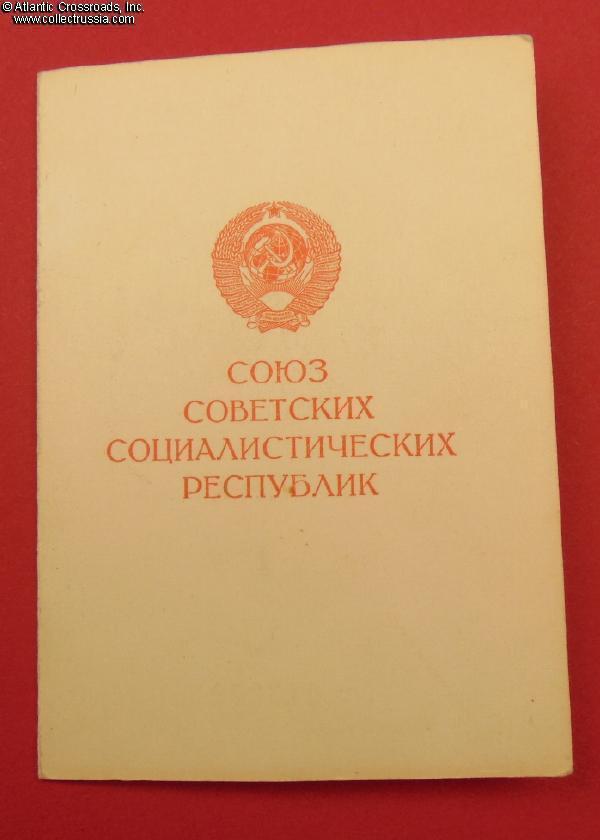 © Atlantic Crossroads, Inc.
www.collectrussia.com
СОЮЗ
СОВЕТСКИХ
СОЦИАЛИСТИЧЕСКИХ
РЕСПУБЛИК